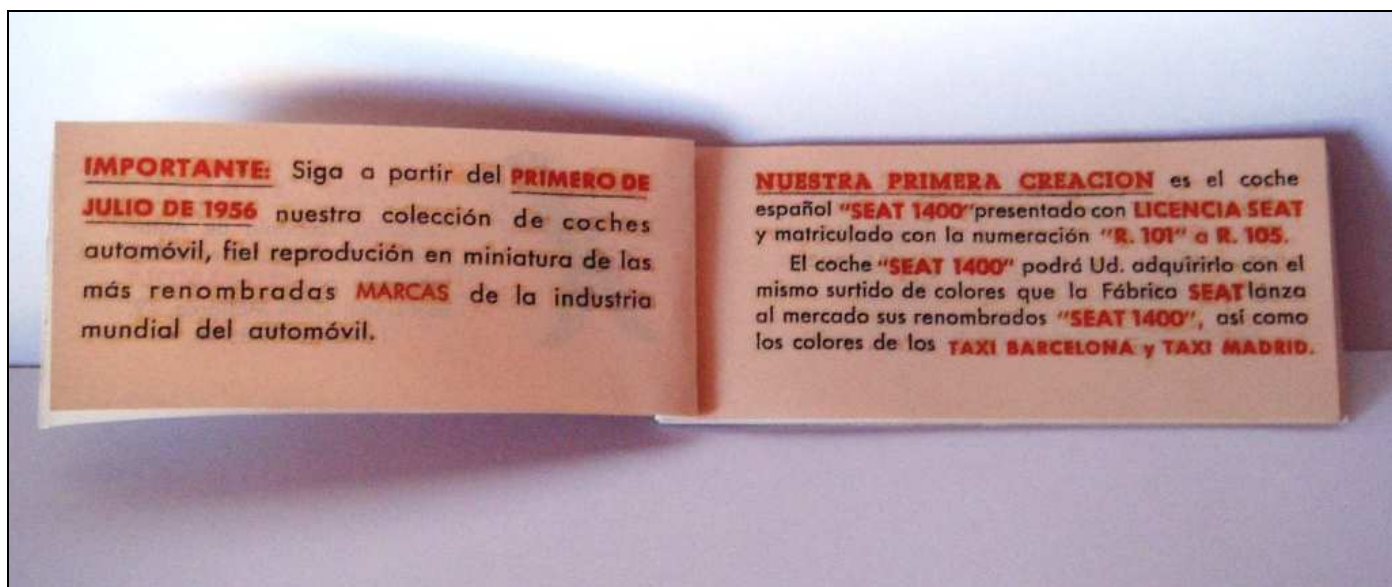 IMPORTANTE: Siga a partir del PRIMERO DE
JULIO DE 1956 nuestra colección de coches
automóvil, fiel reprodución en miniatura de las
más renombradas MARCAS de la industria
mundial del automóvil.
NUESTRA PRIMERA CREACION es el coche
español "SEAT 1400" presentado con LICENCIA SEAT
y matriculado con la numeración "R. 101" a R. 105.
El coche "SEAT 1400" podrá Ud. adquirirlo con el
mismo surtido de colores que la Fábrica SEAT lanza
al mercado sus renombrados "SEAT 1400", así como
los colores de los TAXI BARCELONA y TAXI MADRID.